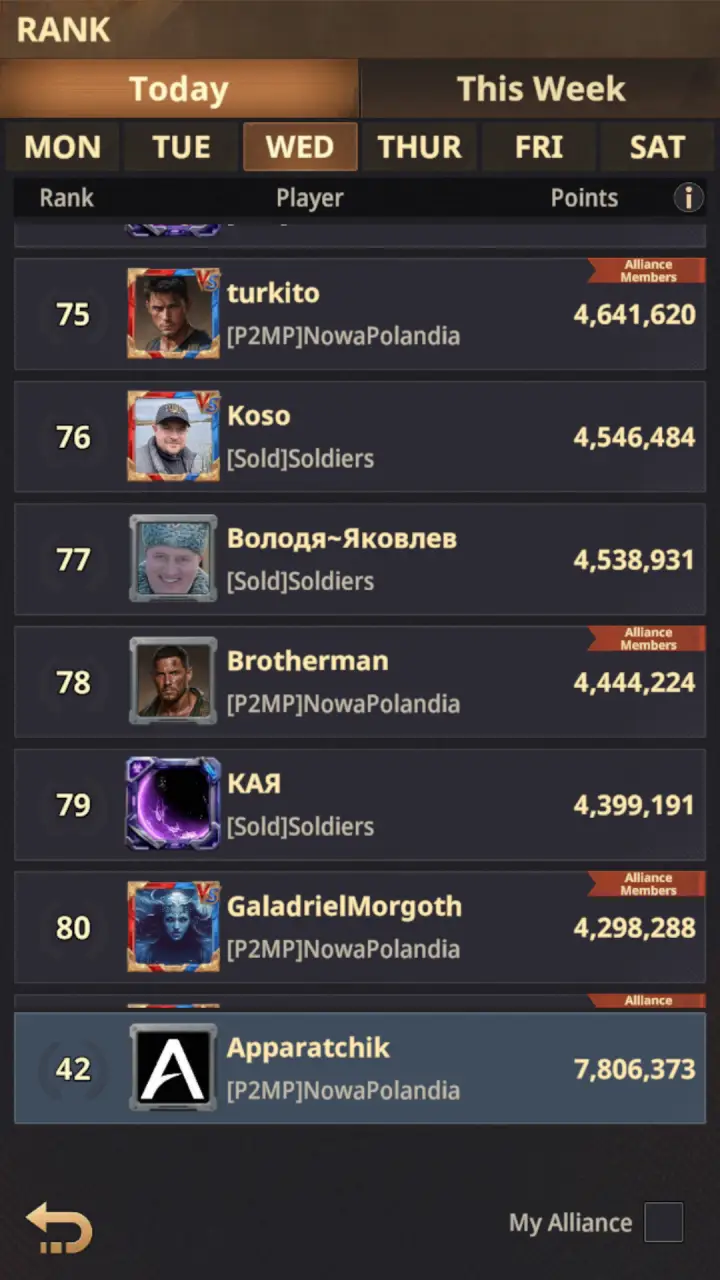 RANK
Today
This Week
MON
TUE
WED
THUR
FRI
SAT
Rank
Player
Points
Alliance
Members
75
turkito
[P2MP]NowaPolandia
4,641,620
76
Koso
[Sold]Soldiers
4,546,484
77
Володя~Яковлев
[Sold]Soldiers
4,538,931
Alliance
Members
78
Brotherman
[P2MP]NowaPolandia
4,444,224
79
КАЯ
[Sold]Soldiers
4,399,191
Alliance
Members
80
GaladrielMorgoth
[P2MP]NowaPolandia
4,298,288
Alliance
42
Apparatchik
[P2MP]NowaPolandia
7,806,373
My Alliance